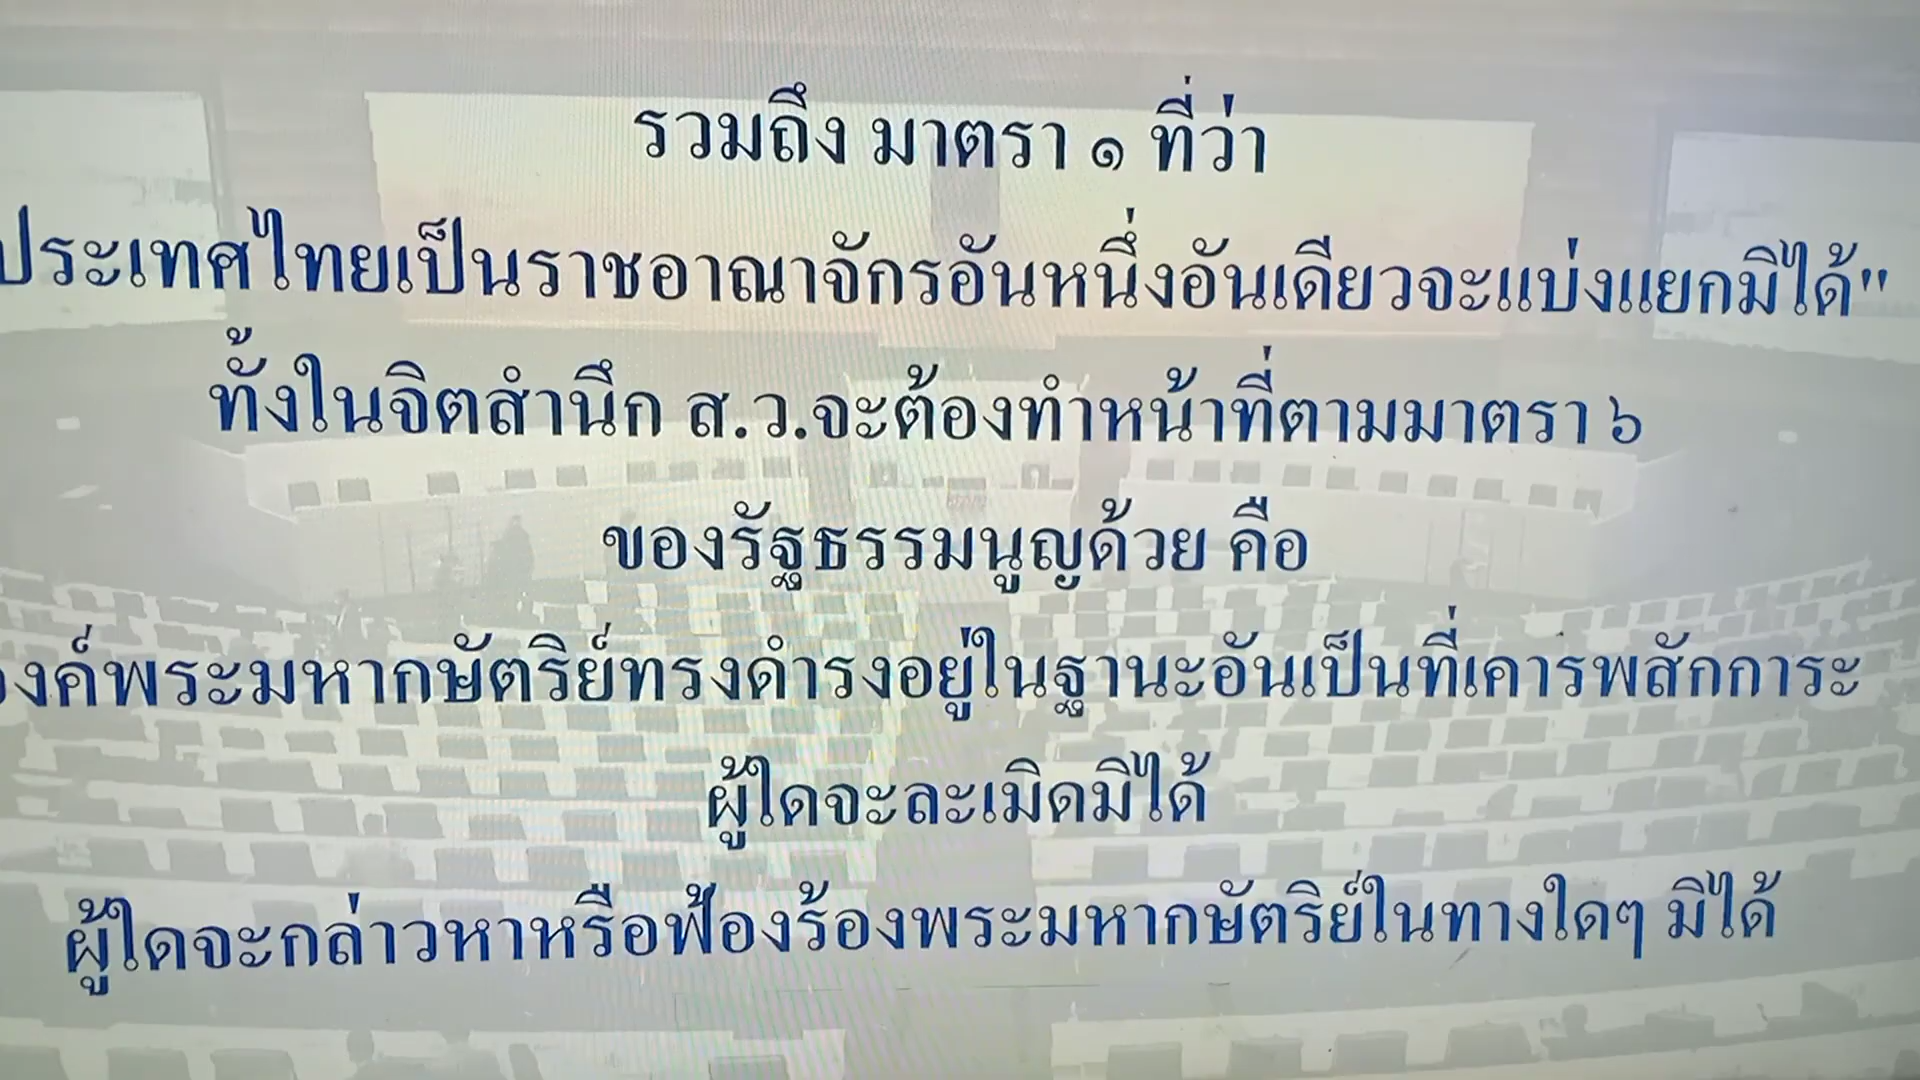 รวมถึง มาตรา ๑ ที่ว่า
ประเทศไทยเป็นราชอาณาจักรอันหนึ่งอันเดียวจะแบ่งแยกมิได้"
ทั้งในจิตสำนึก ส.ว.จะต้องทำหน้าที่ตามมาตรา ๖
ของรัฐธรรมนูญด้วย คือ
องค์พระมหากษัตริย์ทรงดำรงอยู่ในฐานะอันเป็นที่เคารพสักการะ
ผู้ใดจะละเมิดมิได้
ผู้ใดจะกล่าวหาหรือฟ้องร้องพระมหากษัตริย์ในทางใดๆ มิได้